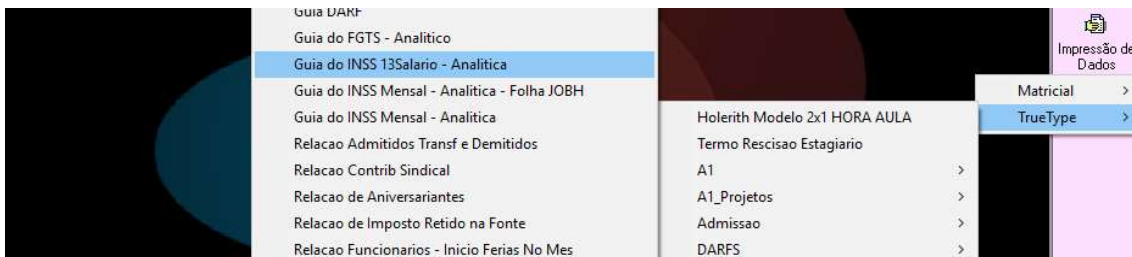 Guia DARF
Guia do FGTS - Analitico
Guia do INSS 13Salario - Analitica
Guia do INSS Mensal - Analitica - Folha JOBH
Guia do INSS Mensal - Analitica
Relacao Admitidos Transf e Demitidos
Relacao Contrib Sindical
Relacao de Aniversariantes
Relacao de Imposto Retido na Fonte
Relacao Funcionarios - Inicio Ferias No Mes
Holerith Modelo 2x1 HORA AULA
Termo Rescisao Estagiario
A1
A1_Projetos
Admissao
DARFS
Impressão de
Dados
Matricial
TrueType